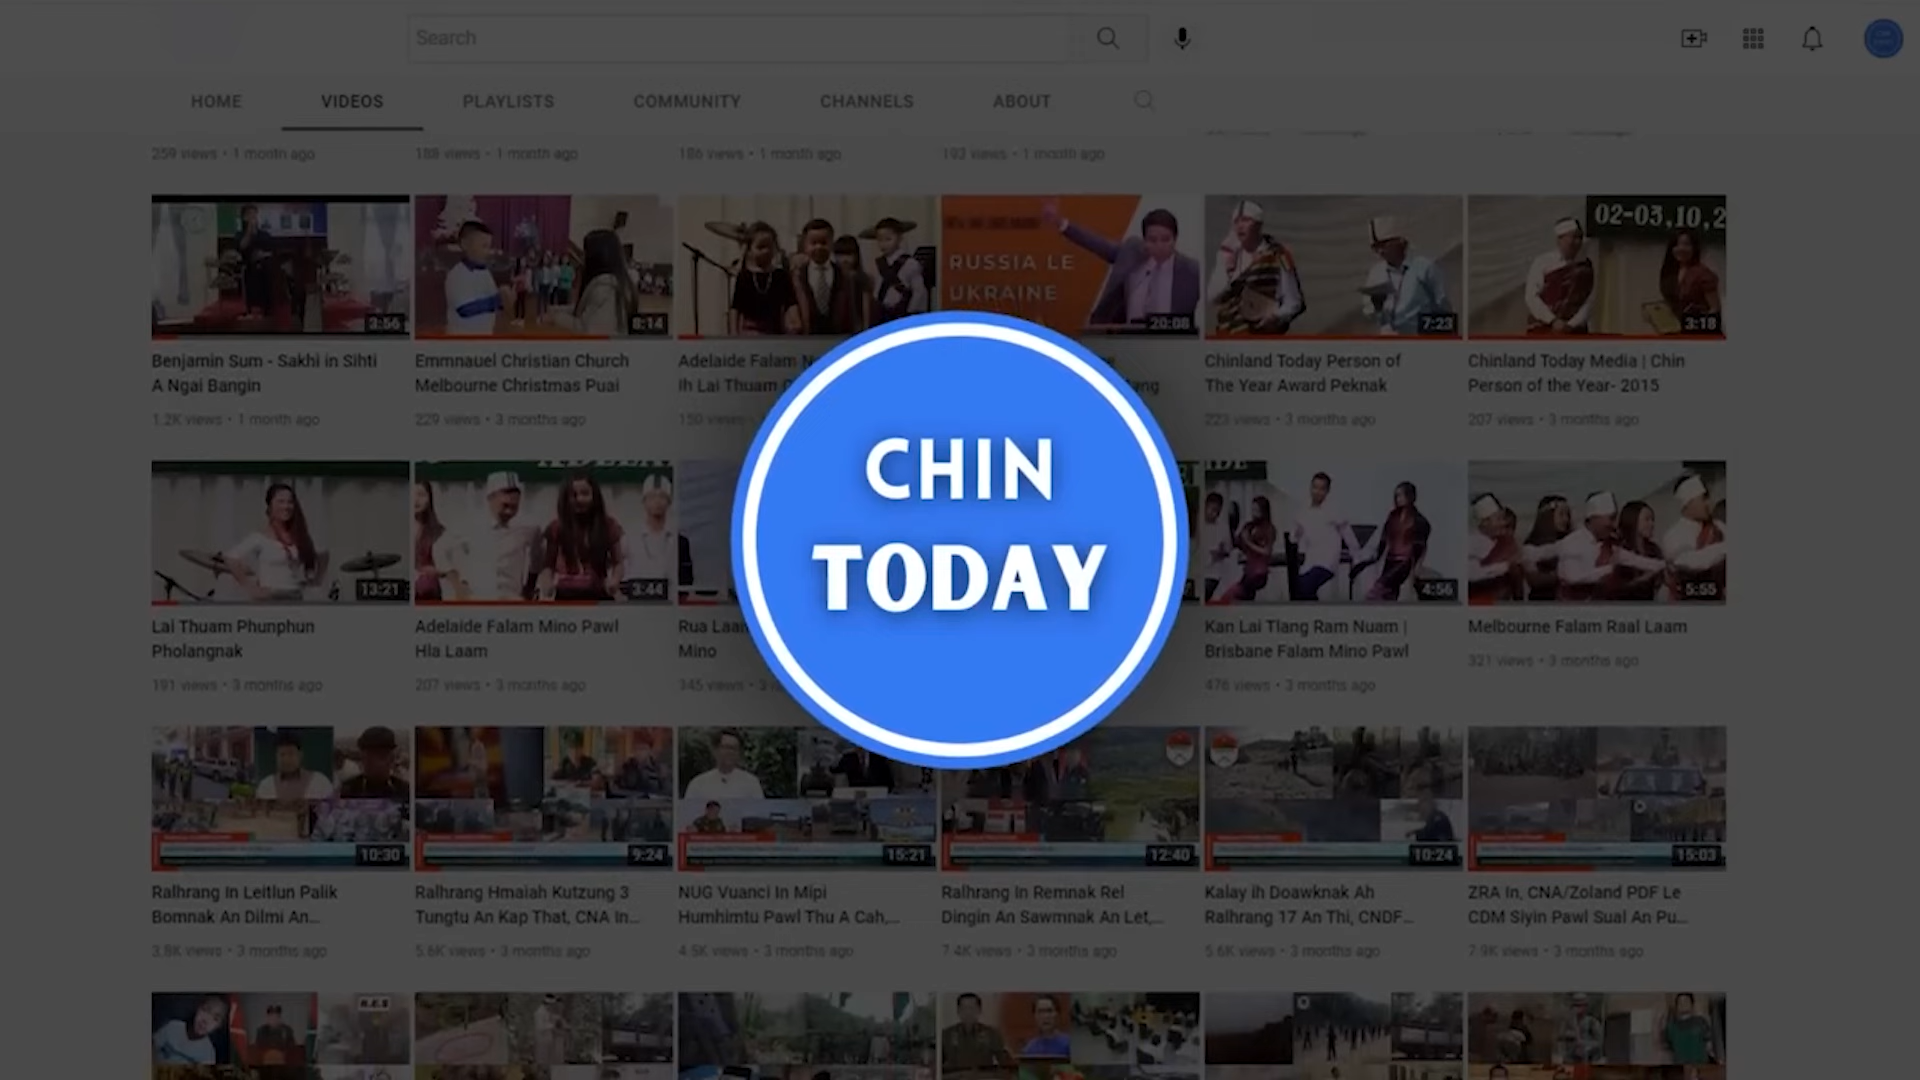 Search
HOME VIDEOS PLAYLISTS COMMUNITY CHANNELS ABOUT
259 views • 1 month ago
188 views • 1 month ago
186 views • 1 month ago
193 views • 1 month ago
RUSSIA LE
UKRAINE
02-03,10,2
3:56
8:14
20:08
7:23
3:18
Benjamin Sum - Sakhi in Sihti
A Ngai Bangin
1.2K views • 1 month ago
Emmnauel Christian Church
Melbourne Christmas Puai
229 views • 3 months ago
Adelaide Falam
Ih Lai Thuam
150 views
Chinland Today Person of
The Year Award Peknak
223 views • 3 months ago
Chinland Today Media | Chin
Person of the Year- 2015
207 views • 3 months ago
CHIN
TODAY
13:21
3:44
4:56
5:55
Lai Thuam Phunphun
Pholangnak
191 views • 3 months ago
Adelaide Falam Mino Pawl
Hla Laam
207 views • 3 months ago
Rua Laam
Mino
345 views • 3
Kan Lai Tlang Ram Nuam |
Brisbane Falam Mino Pawl
476 views • 3 months ago
Melbourne Falam Raal Laam
321 views • 3 months ago
10:30
9:24
15:21
12:40
10:24
15:03
Ralhrang In Leitlun Palik
Bomnak An Dilmi An...
3.8K views • 3 months ago
Ralhrang Hmaiah Kutzung 3
Tungtu An Kap That, CNA In...
5.6K views • 3 months ago
NUG Vuanci In Mipi
Humhimtu Pawl Thu A Cah,...
4.5K views • 3 months ago
Ralhrang In Remnak Rel
Dingin An Sawmnak An Let,...
7.4K views • 3 months ago
Kalay ih Doawknak Ah
Ralhrang 17 An Thi, CNDF...
5.6K views • 3 months ago
ZRA In, CNA/Zoland PDF Le
CDM Siyin Pawl Sual An Pu...
7.9K views • 3 months ago